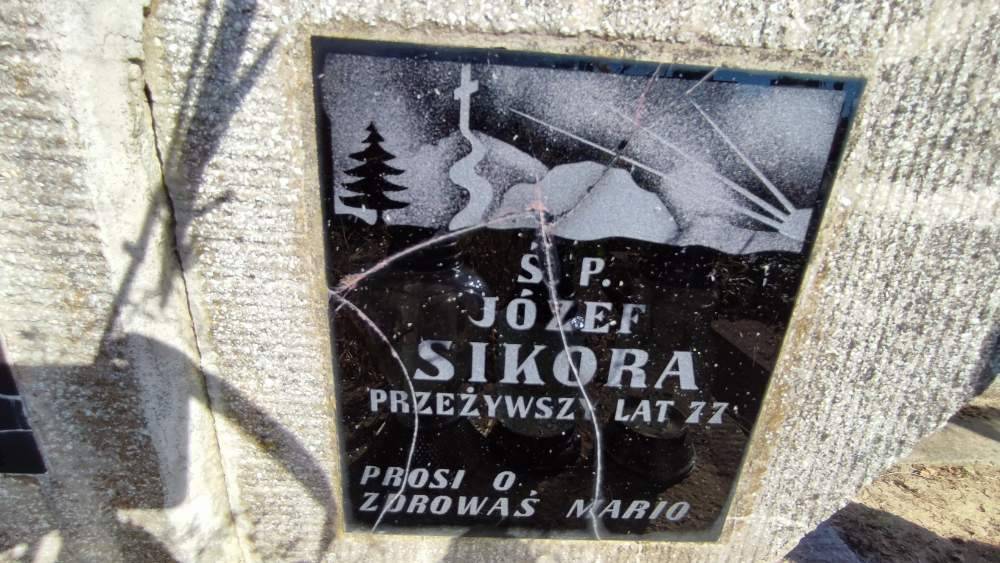 Ś. P.
JÓZEF
SIKORA
PRZEŻYWSZY LAT 77
PROSI O
ZDROWAŚ MARIO